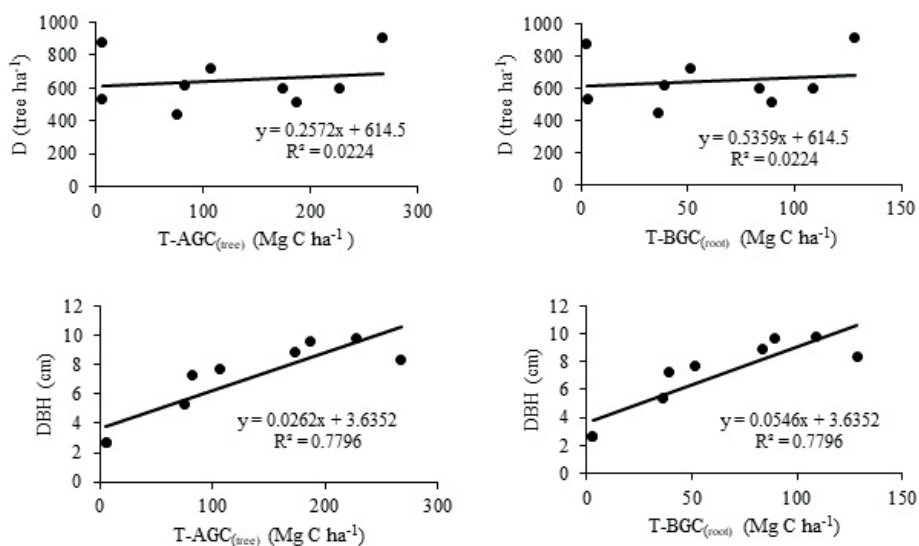 1000
800
600
400
200
0
D (tree ha⁻¹)
y = 0.2572x + 614.5
R² = 0.0224
0 100 200 300
T-AGC(tree) (Mg C ha⁻¹ )
1000
800
600
400
200
0
D (tree ha⁻¹)
y = 0.5359x + 614.5
R² = 0.0224
0 50 100 150
T-BGC(root) (Mg C ha⁻¹)
12
10
8
6
4
2
0
DBH (cm)
y = 0.0262x + 3.6352
R² = 0.7796
0 100 200 300
T-AGC(tree) (Mg C ha⁻¹)
12
10
8
6
4
2
0
DBH (cm)
y = 0.0546x + 3.6352
R² = 0.7796
0 50 100 150
T-BGC(root) (Mg C ha⁻¹)